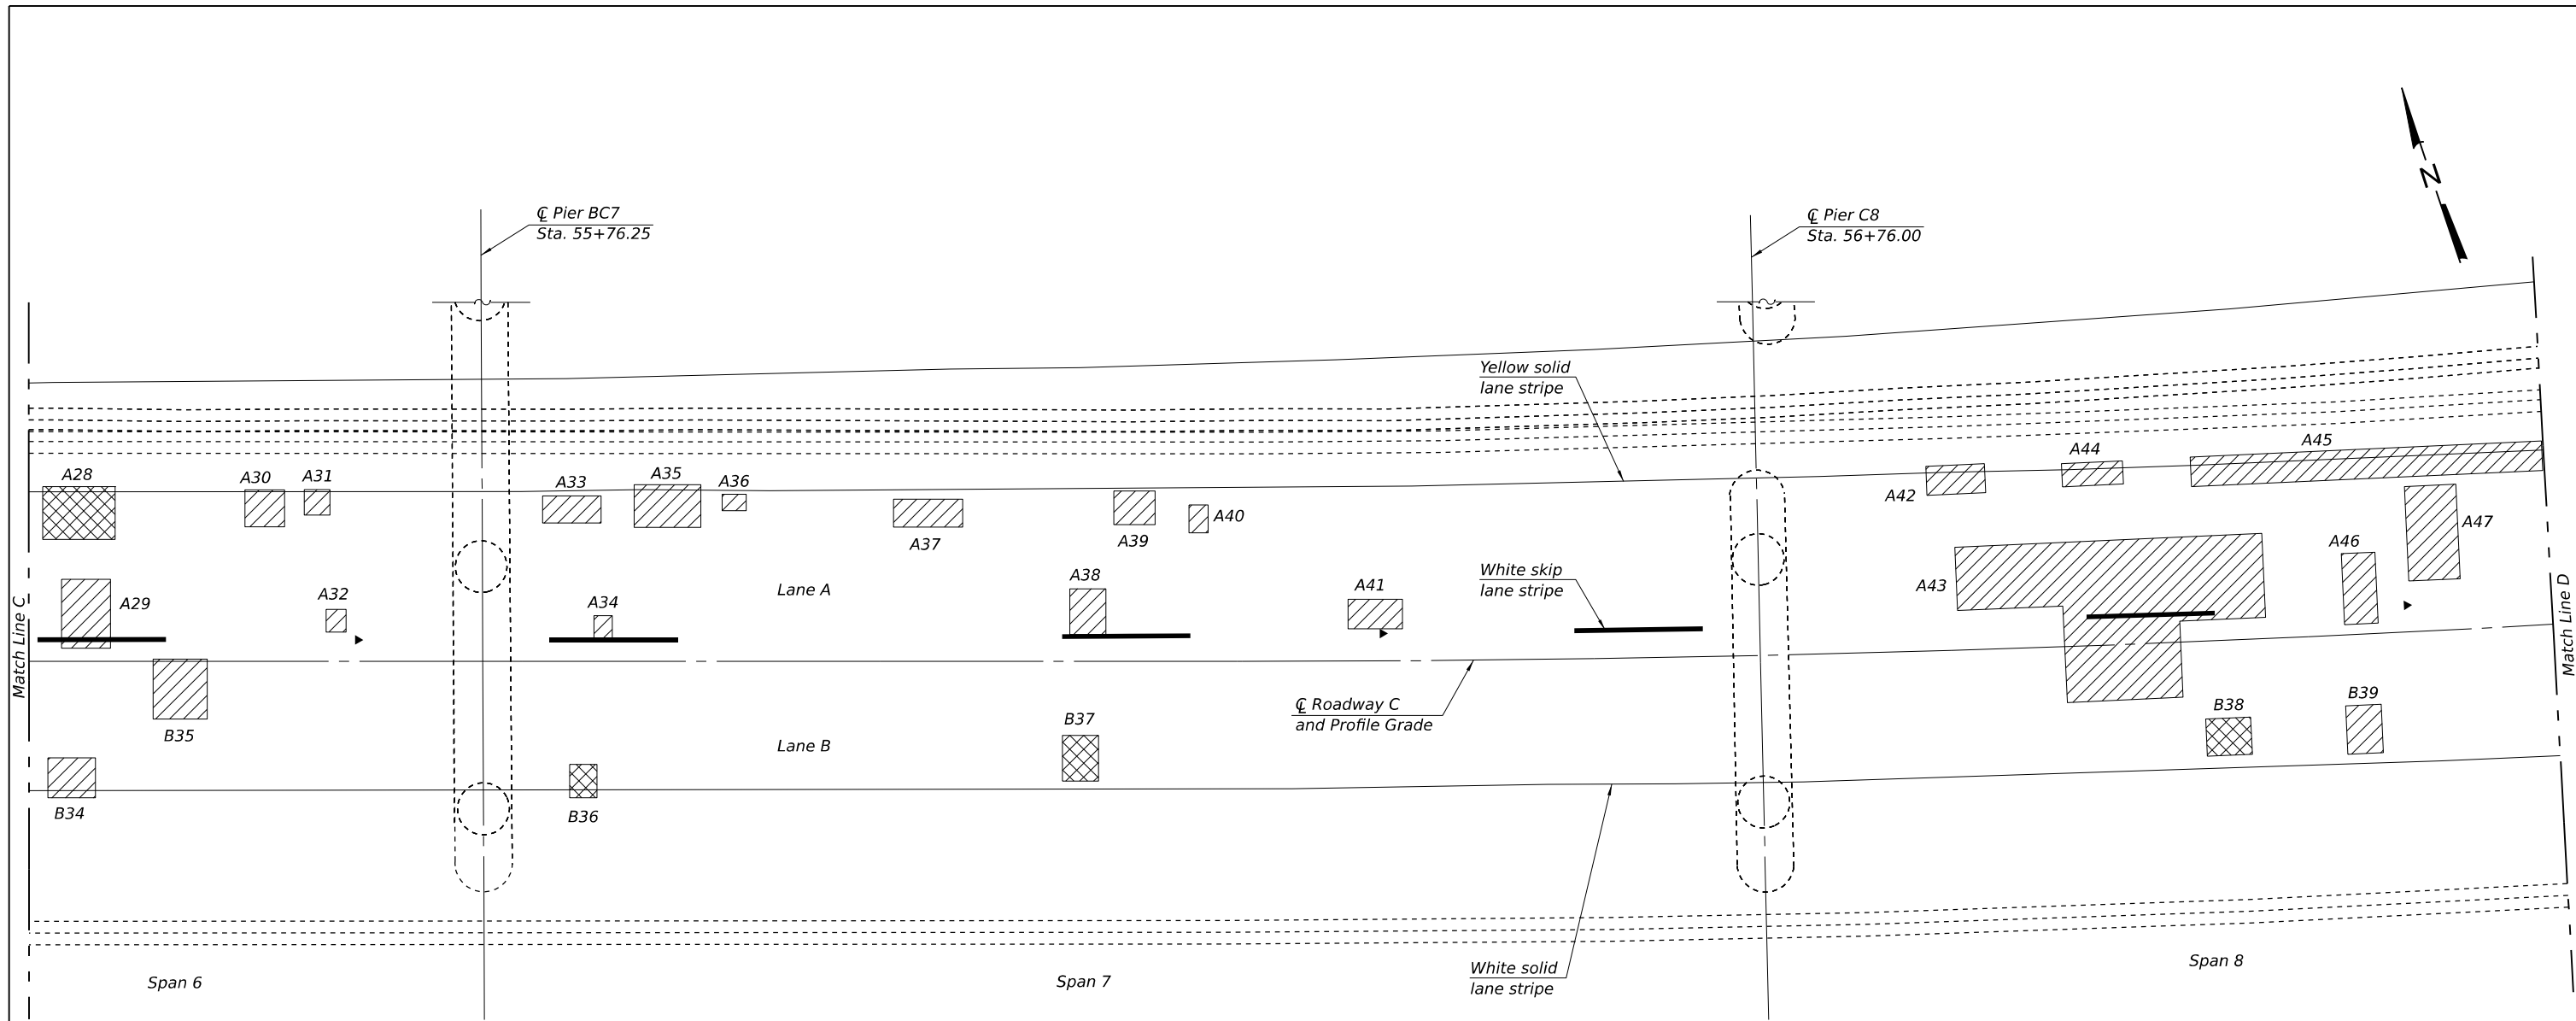 N
℄ Pier BC7
Sta. 55+76.25
℄ Pier C8
Sta. 56+76.00
Yellow solid
lane stripe
A28
A30
A31
A33
A35
A36
A37
A39
A40
A42
A44
A45
A47
A46
A43
A29
A32
A34
Lane A
A38
A41
White skip
lane stripe
Match Line C
Match Line D
B35
B34
B36
Lane B
B37
℄ Roadway C
and Profile Grade
B38
B39
White solid
lane stripe
Span 6
Span 7
Span 8